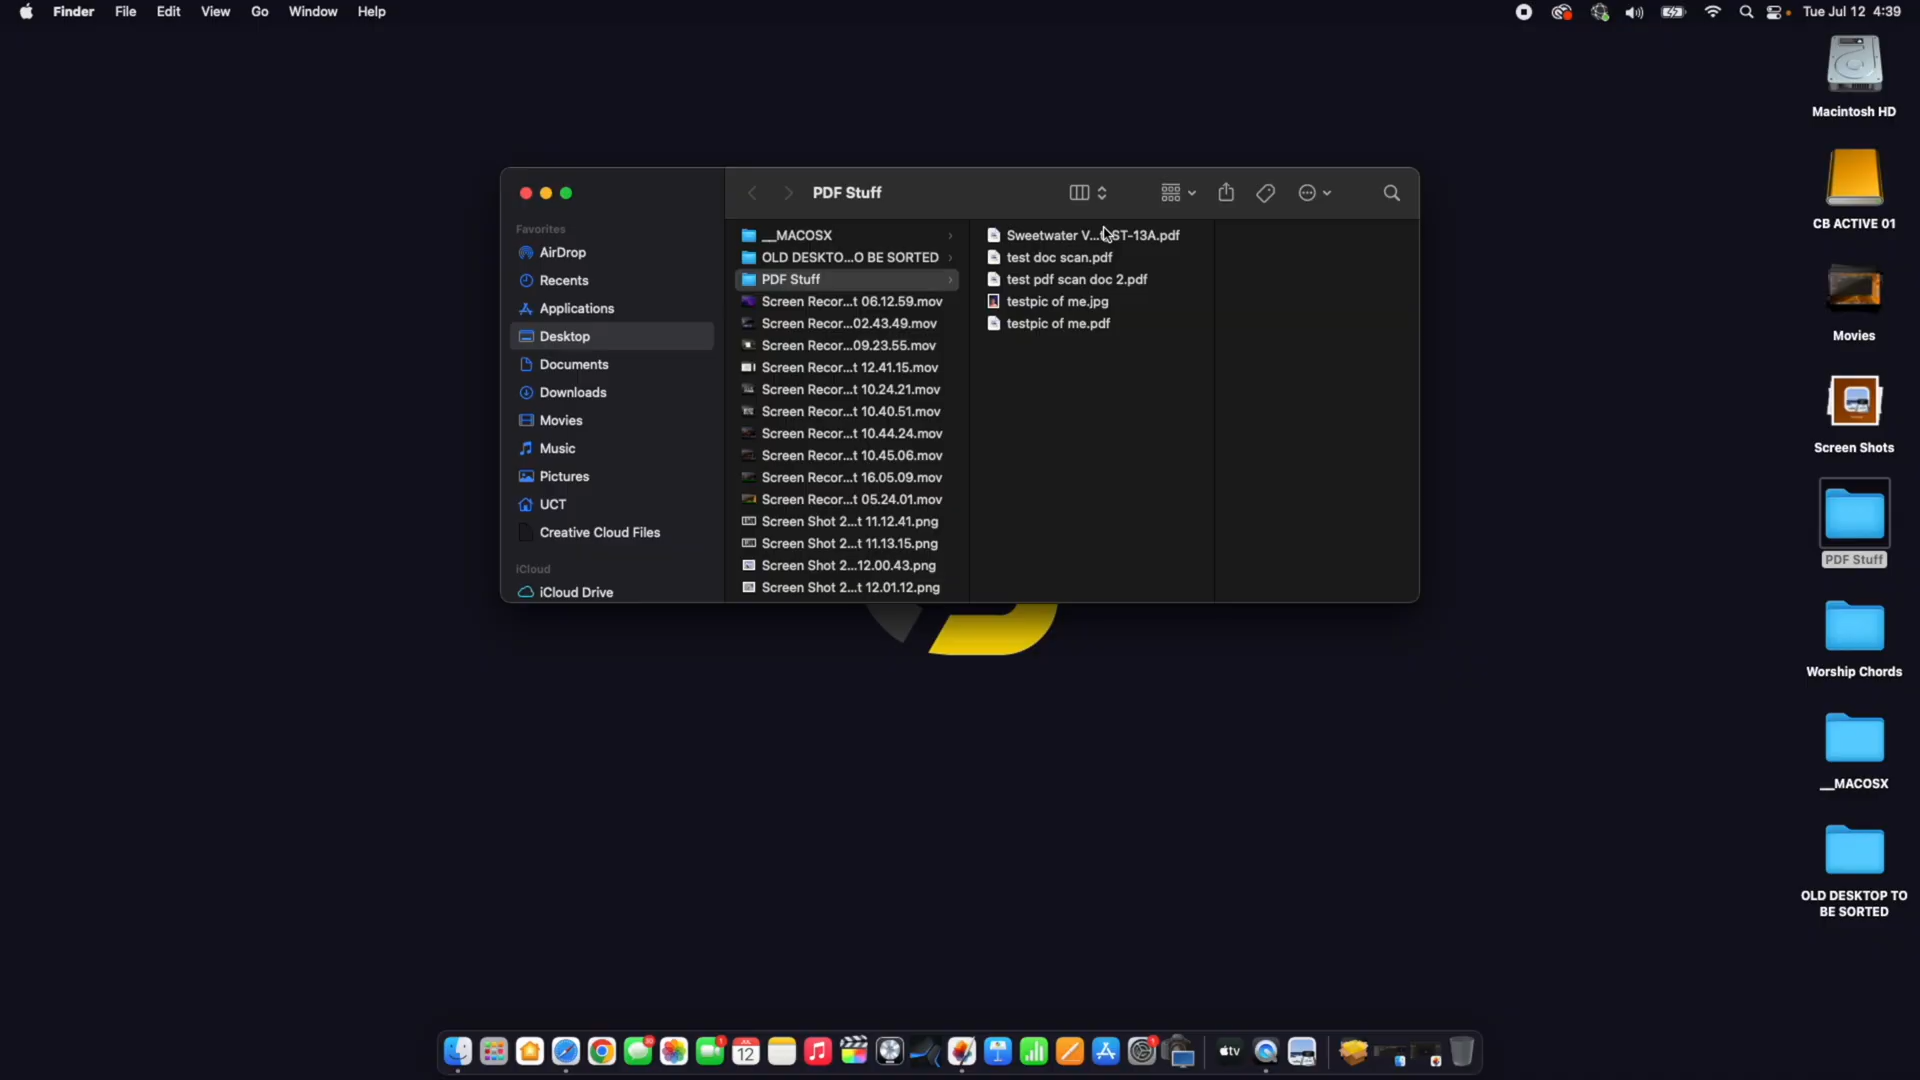 Finder File Edit View Go Window Help
Tue Jul 12 4:39
PDF Stuff
Favorites
AirDrop
Recents
Applications
Desktop
Documents
Downloads
Movies
Music
Pictures
UCT
Creative Cloud Files
iCloud
iCloud Drive
__MACOSX
OLD DESKTO...O BE SORTED
PDF Stuff
Screen Recor...t 06.12.59.mov
Screen Recor...02.43.49.mov
Screen Recor...09.23.55.mov
Screen Recor...t 12.41.15.mov
Screen Recor...t 10.24.21.mov
Screen Recor...t 10.40.51.mov
Screen Recor...t 10.44.24.mov
Screen Recor...t 10.45.06.mov
Screen Recor...t 16.05.09.mov
Screen Recor...t 05.24.01.mov
Screen Shot 2...t 11.12.41.png
Screen Shot 2...t 11.13.15.png
Screen Shot 2...12.00.43.png
Screen Shot 2...t 12.01.12.png
Sweetwater V...ST-13A.pdf
test doc scan.pdf
test pdf scan doc 2.pdf
testpic of me.jpg
testpic of me.pdf
Macintosh HD
CB ACTIVE 01
Movies
Screen Shots
PDF Stuff
Worship Chords
__MACOSX
OLD DESKTOP TO
BE SORTED
JUL
12
tv